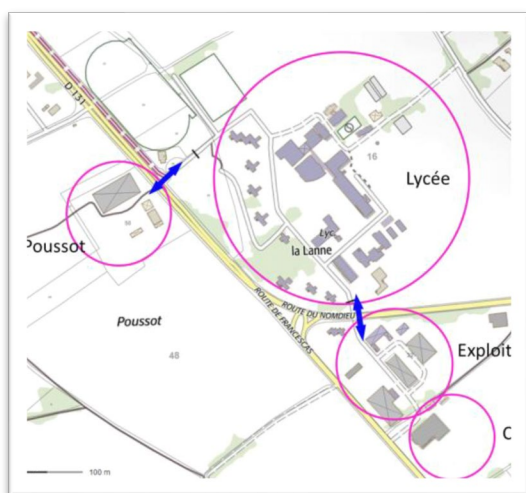 D 131
16
Lycée
Poussot
Lyc.
la Lanne
ROUTE DU NOMDIEU
ROUTE DE FRANCESCAS
Poussot
48
Exploit
C
100 m